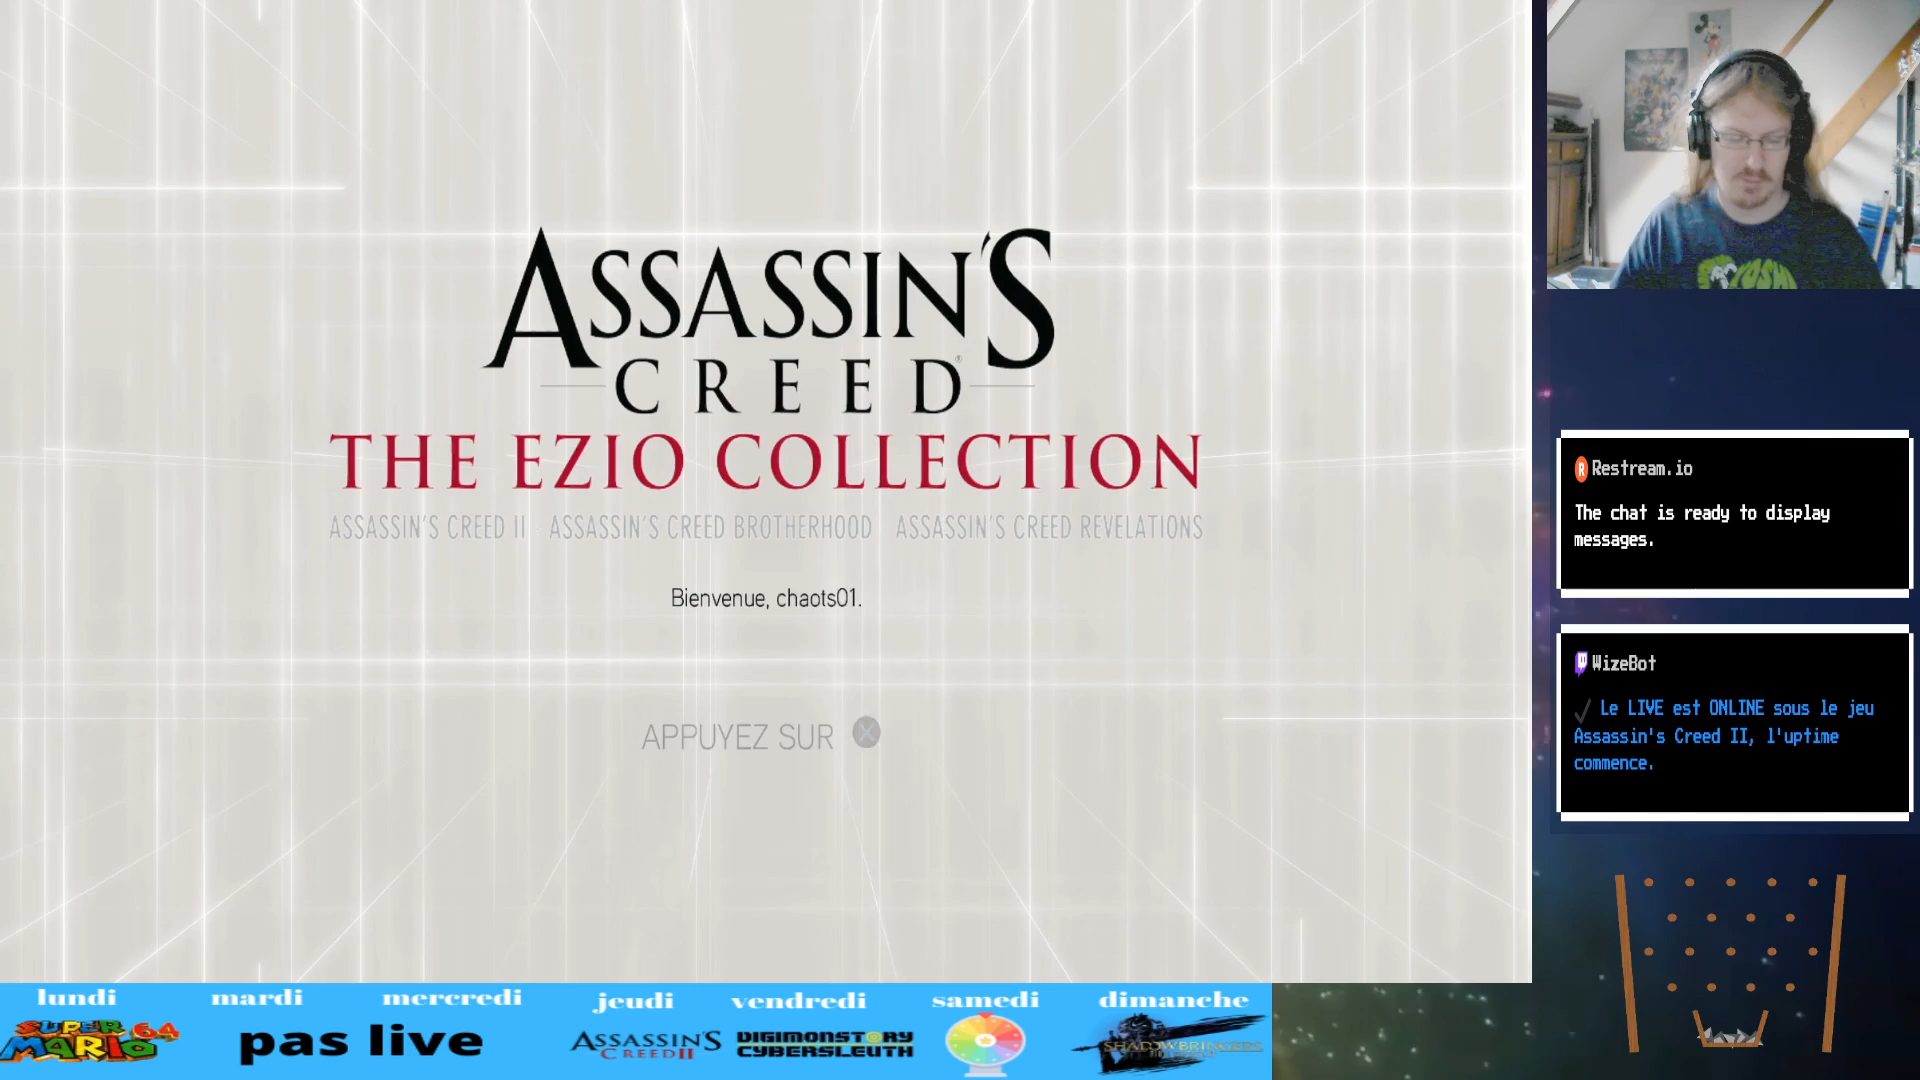 ASSASSIN'S
CREED
THE EZIO COLLECTION
ASSASSIN'S CREED II ASSASSIN'S CREED BROTHERHOOD ASSASSIN'S CREED REVELATIONS
Bienvenue, chaots01.
APPUYEZ SUR
Restream.io
The chat is ready to display
messages.
WizeBot
Le LIVE est ONLINE sous le jeu
Assassin's Creed II, l'uptime
commence.
lundi mardi mercredi jeudi vendredi samedi dimanche
SUPER MARIO 64
pas live
ASSASSIN'S
CREED II
DIGIMONSTORY
CYBERSLEUTH
SHADOWBRINGERS